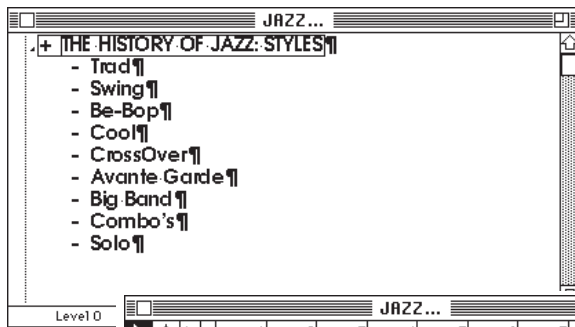 JAZZ...
+ THE HISTORY OF JAZZ: STYLES¶
- Trad¶
- Swing¶
- Be-Bop¶
- Cool¶
- CrossOver¶
- Avante Garde¶
- Big Band¶
- Combo's¶
- Solo¶
Level 0
JAZZ...